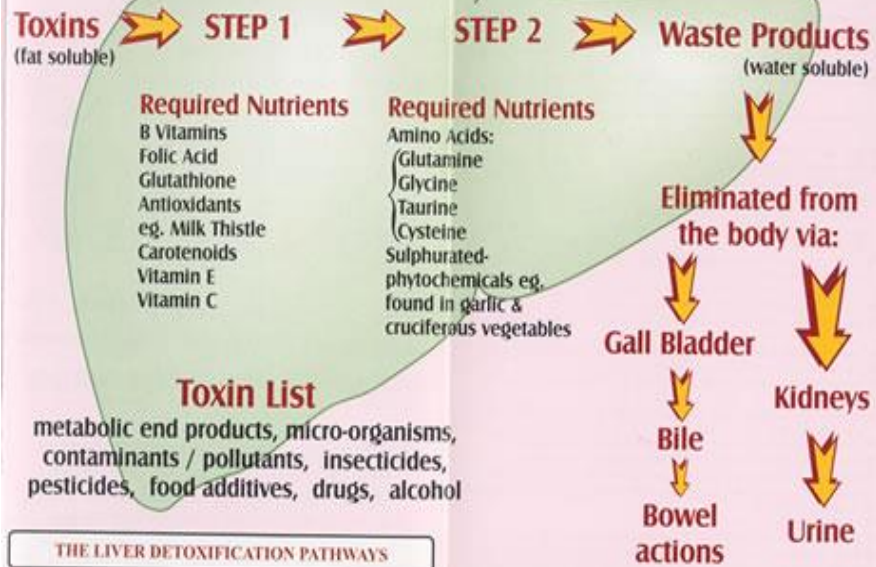 Toxins
(fat soluble)
STEP 1
STEP 2
Waste Products
(water soluble)
Required Nutrients
B Vitamins
Folic Acid
Glutathione
Antioxidants
eg. Milk Thistle
Carotenoids
Vitamin E
Vitamin C
Required Nutrients
Amino Acids:
Glutamine
Glycine
Taurine
Cysteine
Sulphurated-
phytochemicals eg.
found in garlic &
cruciferous vegetables
Eliminated from
the body via:
Gall Bladder
Bile
Bowel
actions
Kidneys
Urine
Toxin List
metabolic end products, micro-organisms,
contaminants / pollutants, insecticides,
pesticides, food additives, drugs, alcohol
THE LIVER DETOXIFICATION PATHWAYS